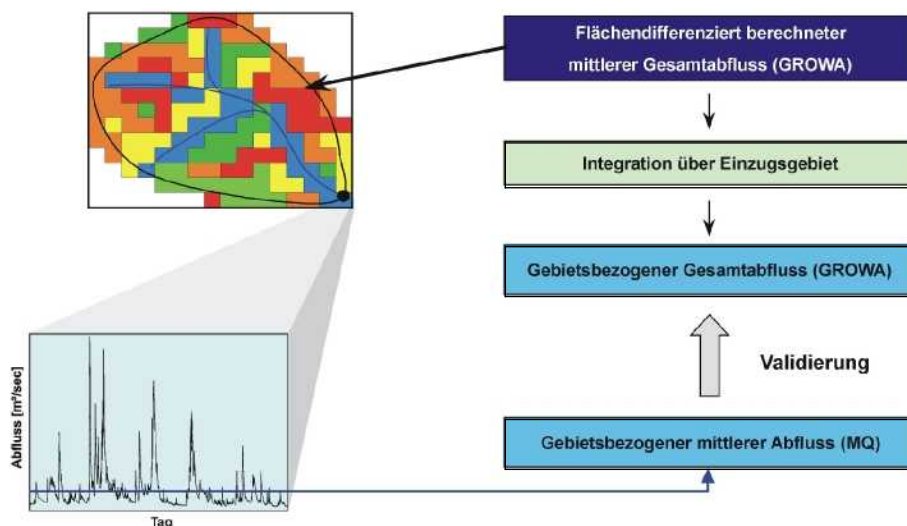 Flächendifferenziert berechneter
mittlerer Gesamtabfluss (GROWA)
Integration über Einzugsgebiet
Gebietsbezogener Gesamtabfluss (GROWA)
Validierung
Gebietsbezogener mittlerer Abfluss (MQ)
Abfluss [m³/sec]
Tag